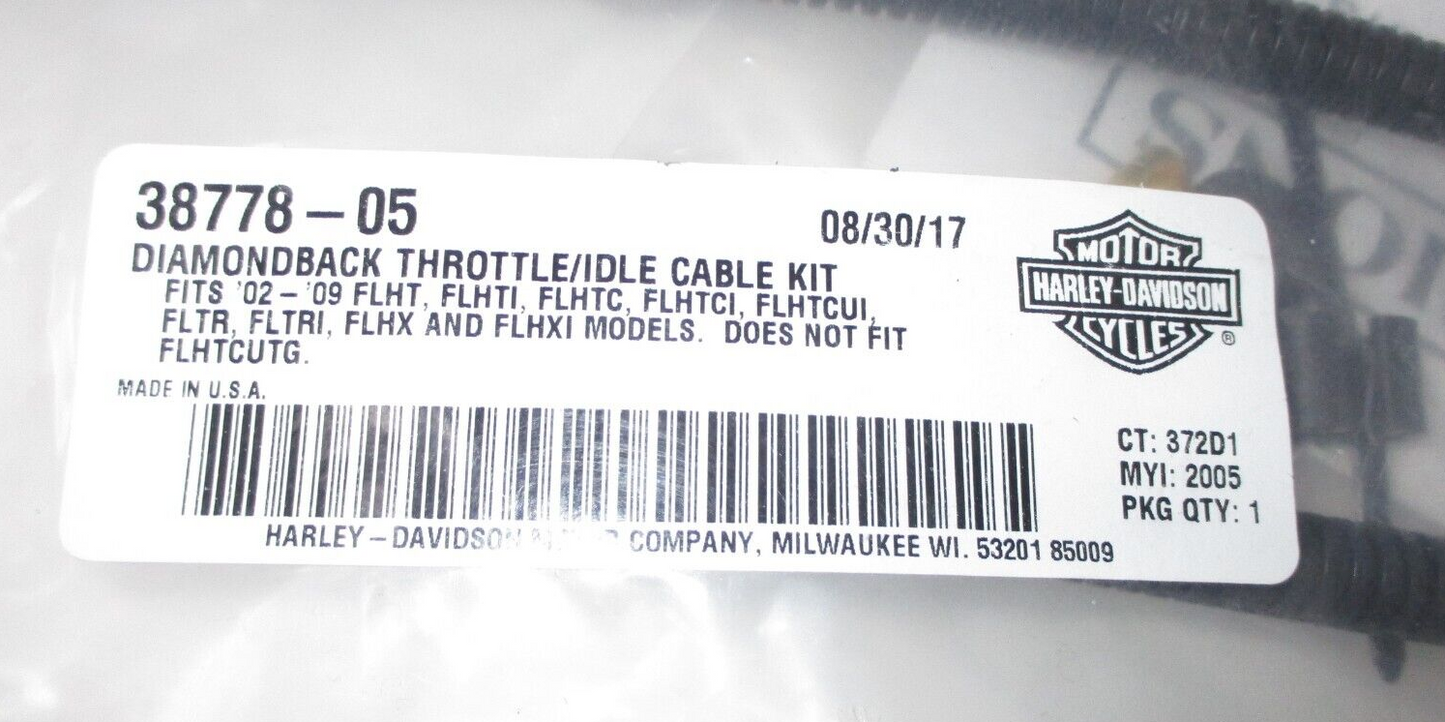 38778-05
08/30/17
DIAMONDBACK THROTTLE/IDLE CABLE KIT
FITS '02-'09 FLHT, FLHTI, FLHTC, FLHTCI, FLHTCUI,
FLTR, FLTRI, FLHX AND FLHXI MODELS. DOES NOT FIT
FLHTCUTG.
MADE IN U.S.A.
MOTOR
HARLEY-DAVIDSON
CYCLES
®
CT: 372D1
MYI: 2005
PKG QTY: 1
HARLEY-DAVIDSON COMPANY, MILWAUKEE WI. 53201 85009